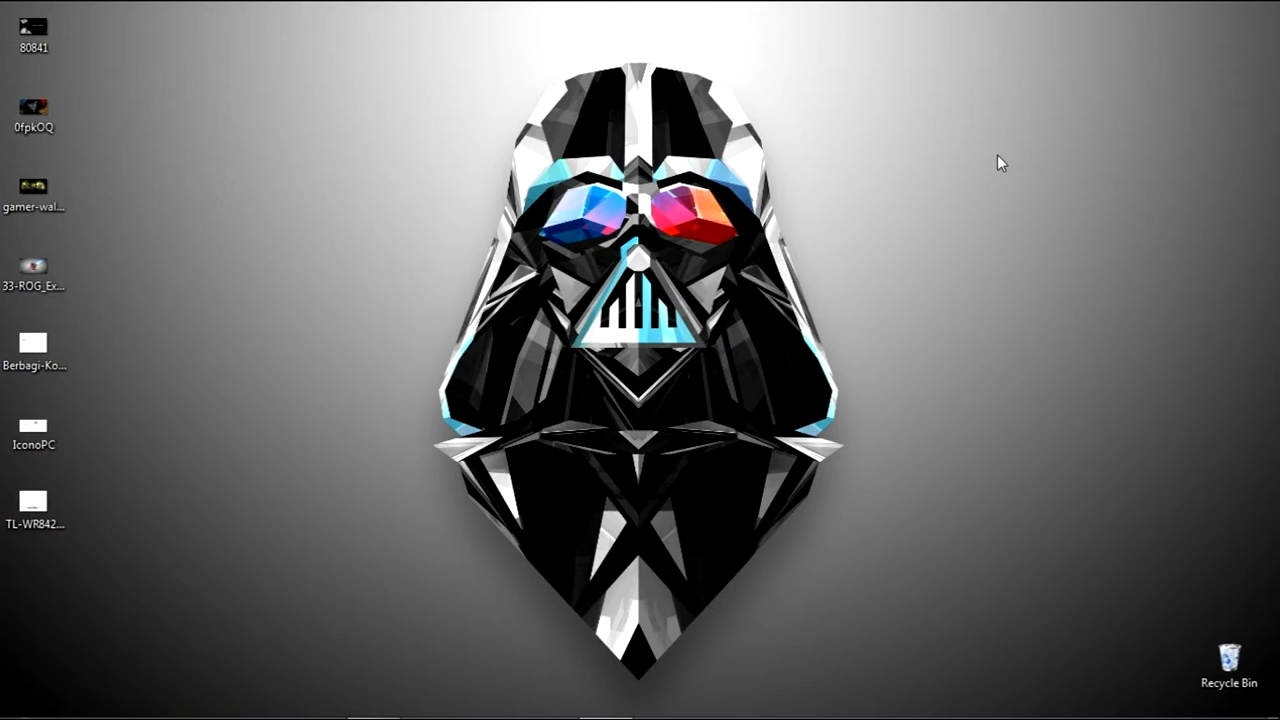 80841
0fpkOQ
gamer-wal...
33-ROG_Ex...
Berbagi-Ko...
IconoPC
TL-WR842...
Recycle Bin